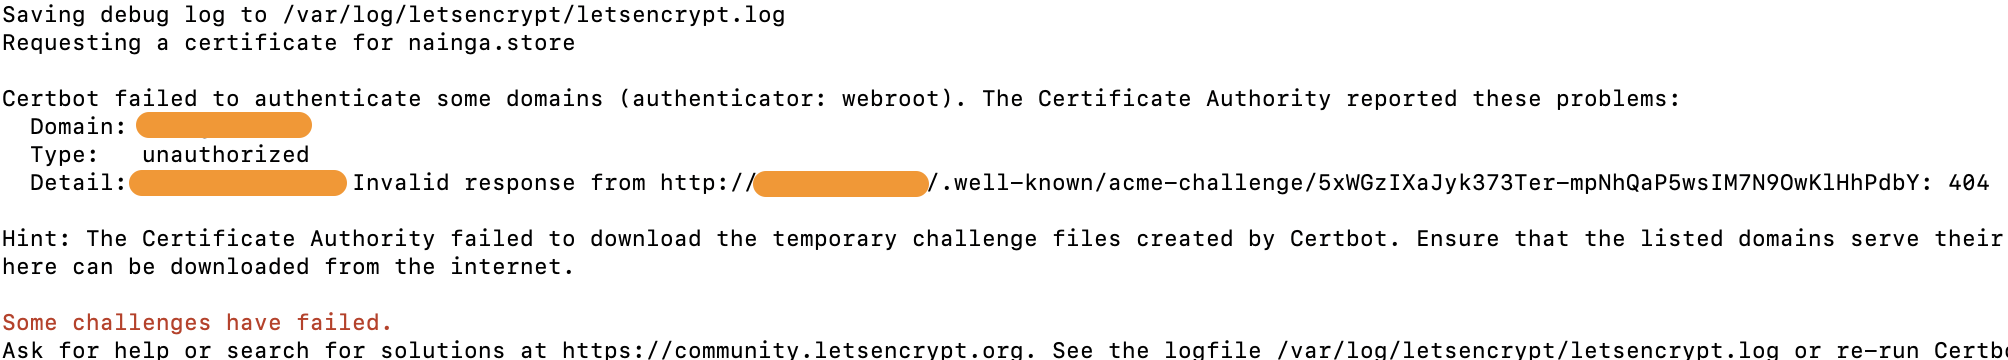 Saving debug log to /var/log/letsencrypt/letsencrypt.log
Requesting a certificate for nainga.store
Certbot failed to authenticate some domains (authenticator: webroot). The Certificate Authority reported these problems:
Domain:
Type: unauthorized
Detail: Invalid response from http:// /.well-known/acme-challenge/5xWGzIXaJyk373Ter-mpNhQaP5wsIM7N9OwKlHhPdbY: 404
Hint: The Certificate Authority failed to download the temporary challenge files created by Certbot. Ensure that the listed domains serve their
here can be downloaded from the internet.
Some challenges have failed.
Ask for help or search for solutions at https://community.letsencrypt.org. See the logfile /var/log/letsencrypt/letsencrypt.log or re-run Certb